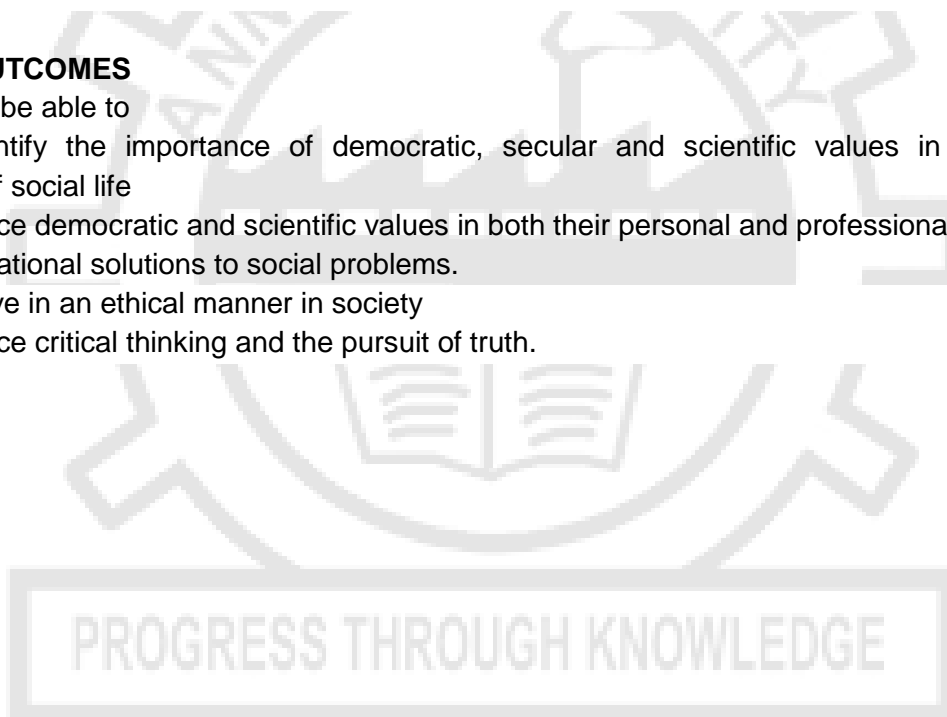 UTCOMES
be able to
ntify the importance of democratic, secular and scientific values in
f social life
ce democratic and scientific values in both their personal and professiona
ational solutions to social problems.
ve in an ethical manner in society
ce critical thinking and the pursuit of truth.
PROGRESS THROUGH KNOWLEDGE